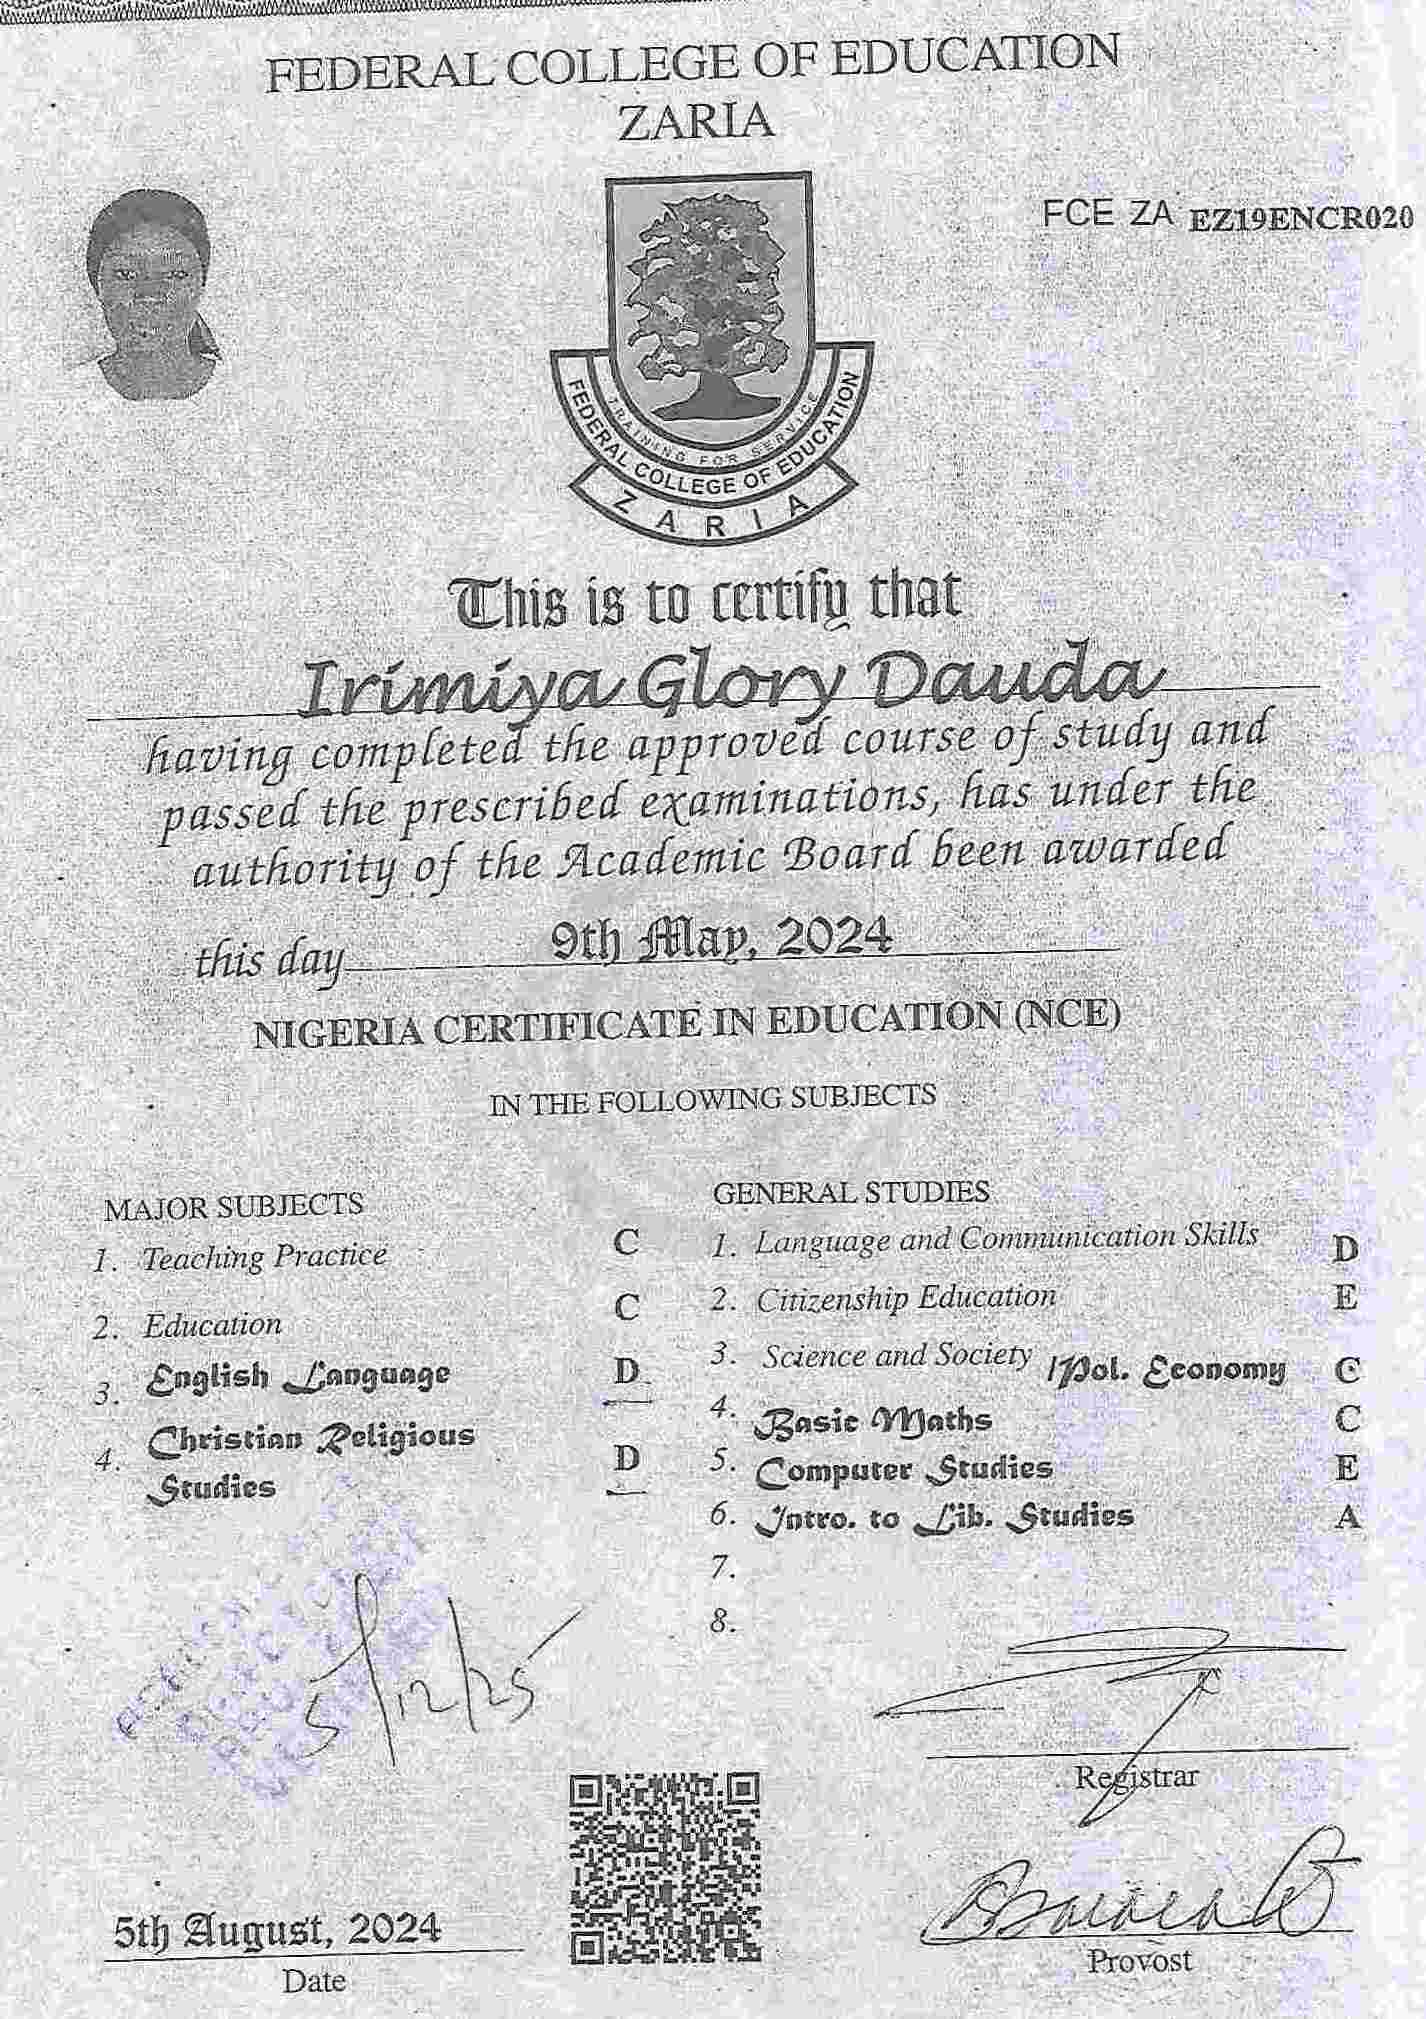 FEDERAL COLLEGE OF EDUCATION
ZARIA
FCE ZA EZ19ENCR020
TRAINING FOR SERVICE
FEDERAL COLLEGE OF EDUCATION
ZARIA
This is to certify that
Irimiya Glory Dauda
having completed the approved course of study and
passed the prescribed examinations, has under the
authority of the Academic Board been awarded
this day 9th May, 2024
NIGERIA CERTIFICATE IN EDUCATION (NCE)
IN THE FOLLOWING SUBJECTS
MAJOR SUBJECTS
1. Teaching Practice C
2. Education C
3. English Language D
4. Christian Religious
Studies D
GENERAL STUDIES
1. Language and Communication Skills D
2. Citizenship Education E
3. Science and Society /Pol. Economy C
4. Basic Maths C
5. Computer Studies E
6. Intro. to Lib. Studies A
7.
8.
5/12/25
Registrar
5th August, 2024
Date
Provost